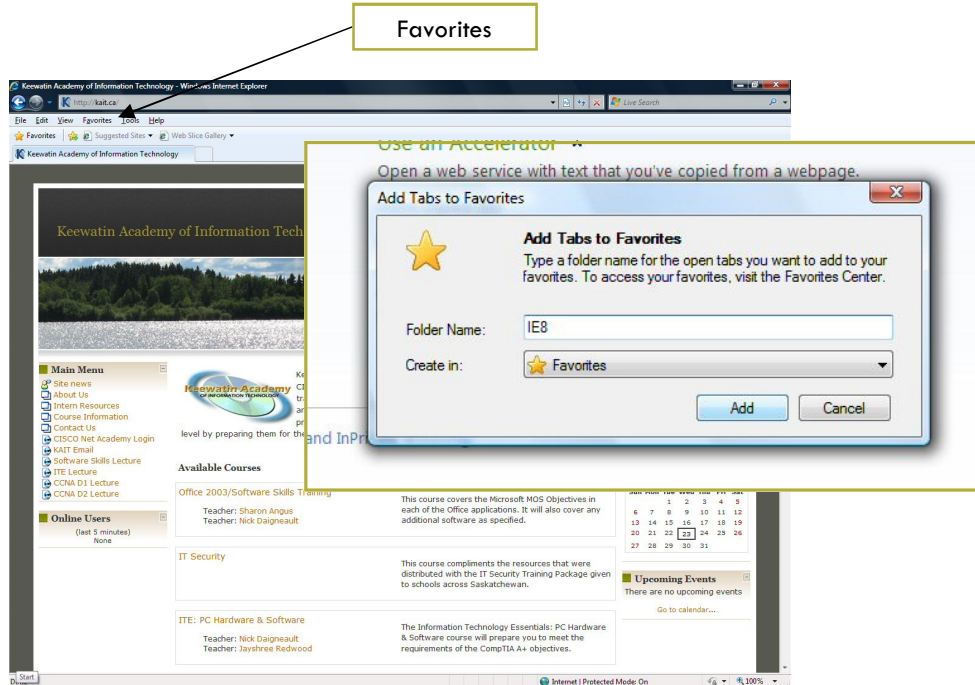 Favorites
Keewatin Academy of Information Technology - Windows Internet Explorer
http://kait.ca/
Live Search
File Edit View Favorites Tools Help
Favorites Suggested Sites Web Slice Gallery
Keewatin Academy of Information Technology
Use an Accelerator
Open a web service with text that you've copied from a webpage.
Add Tabs to Favorites
Add Tabs to Favorites
Type a folder name for the open tabs you want to add to your
favorites. To access your favorites, visit the Favorites Center.
Folder Name: IE8
Create in: Favorites
Add Cancel
and InPri
Keewatin Academy of Information Tech
Main Menu
Site news
About Us
Intern Resources
Course Information
Contact Us
CISCO Net Academy Login
KAIT Email
Software Skills Lecture
ITE Lecture
CCNA D1 Lecture
CCNA D2 Lecture
Online Users
(last 5 minutes)
None
Keewatin Academy
OF INFORMATION TECHNOLOGY
level by preparing them for the
Available Courses
Office 2003/Software Skills Training
Teacher: Sharon Angus
Teacher: Nick Daigneault
This course covers the Microsoft MOS Objectives in
each of the Office applications. It will also cover any
additional software as specified.
IT Security
This course compliments the resources that were
distributed with the IT Security Training Package given
to schools across Saskatchewan.
ITE: PC Hardware & Software
Teacher: Nick Daigneault
Teacher: Jayshree Redwood
The Information Technology Essentials: PC Hardware
& Software course will prepare you to meet the
requirements of the CompTIA A+ objectives.
Sun Mon Tue Wed Thu Fri Sat
1 2 3 4 5
6 7 8 9 10 11 12
13 14 15 16 17 18 19
20 21 22 23 24 25 26
27 28 29 30 31
Upcoming Events
There are no upcoming events
Go to calendar...
Start
Internet | Protected Mode: On
100%